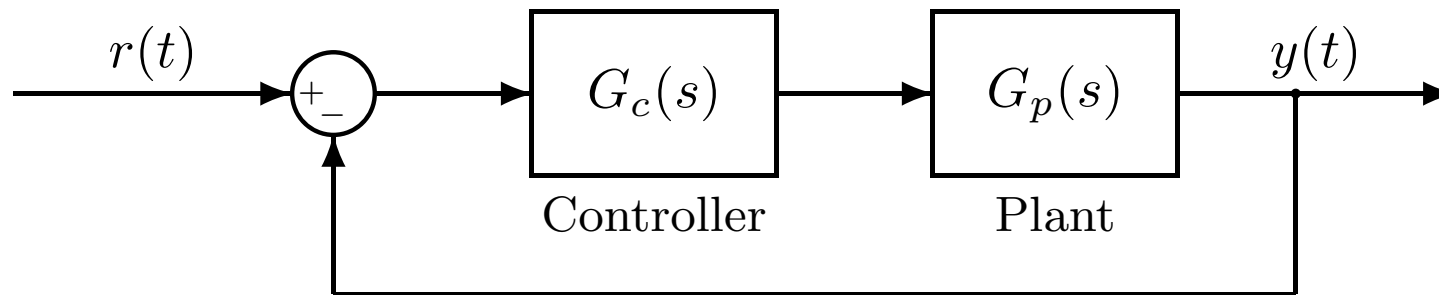 r(t)
y(t)
+
−
G_c(s)
G_p(s)
Controller
Plant